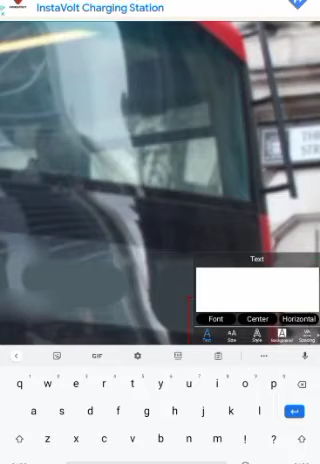 InstaVolt Charging Station
Text
Font Center Horizontal
Text Size Style Background Spacing
GIF
q w e r t y u i o p
a s d f g h j k l
z x c v b n m ! ?